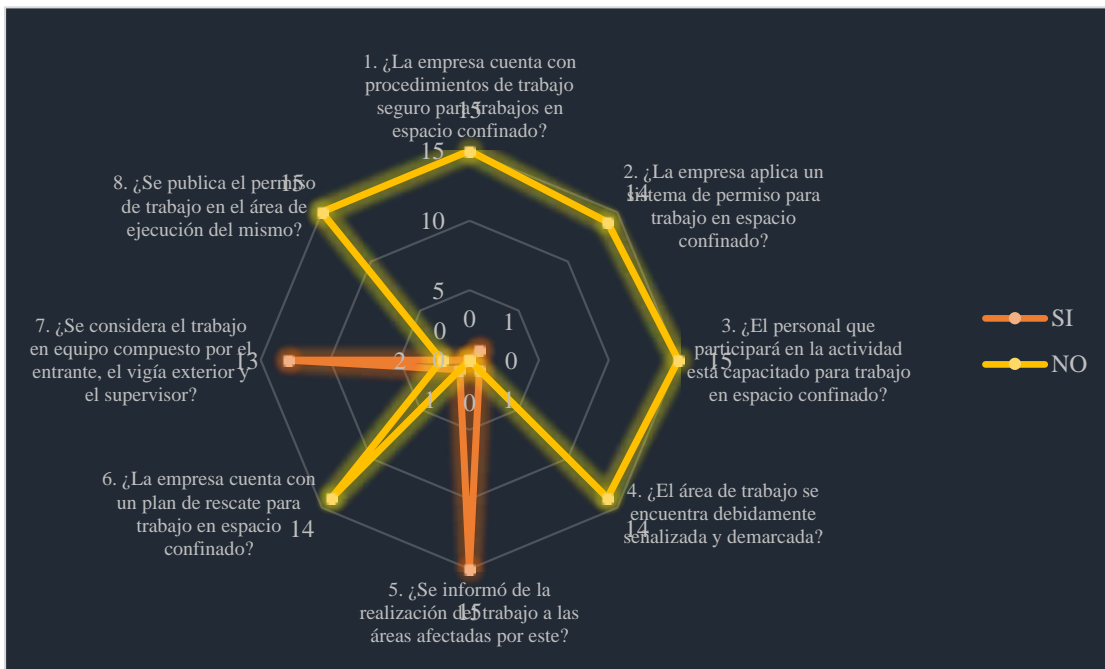 1. ¿La empresa cuenta con
procedimientos de trabajo
seguro para trabajos en
espacio confinado?
15
15
10
5
0
2. ¿La empresa aplica un
sistema de permiso para
trabajo en espacio
confinado?
14
1
3. ¿El personal que
participará en la actividad
está capacitado para trabajo
en espacio confinado?
15
0
4. ¿El área de trabajo se
encuentra debidamente
señalizada y demarcada?
14
1
5. ¿Se informó de la
realización del trabajo a las
áreas afectadas por este?
15
0
6. ¿La empresa cuenta con
un plan de rescate para
trabajo en espacio
confinado?
14
1
7. ¿Se considera el trabajo
en equipo compuesto por el
entrante, el vigía exterior y
el supervisor?
13
2
0
8. ¿Se publica el permiso
de trabajo en el área de
ejecución del mismo?
15
0
SI
NO